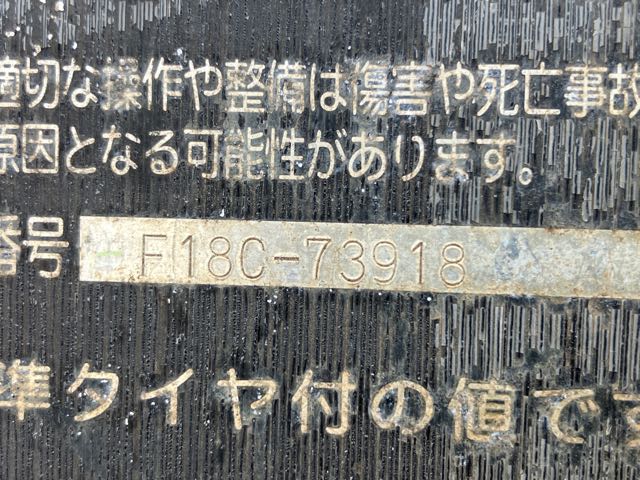 適切な操作や整備は傷害や死亡事故
原因となる可能性があります。
番号 F18C-73918
準タイヤ付の値です